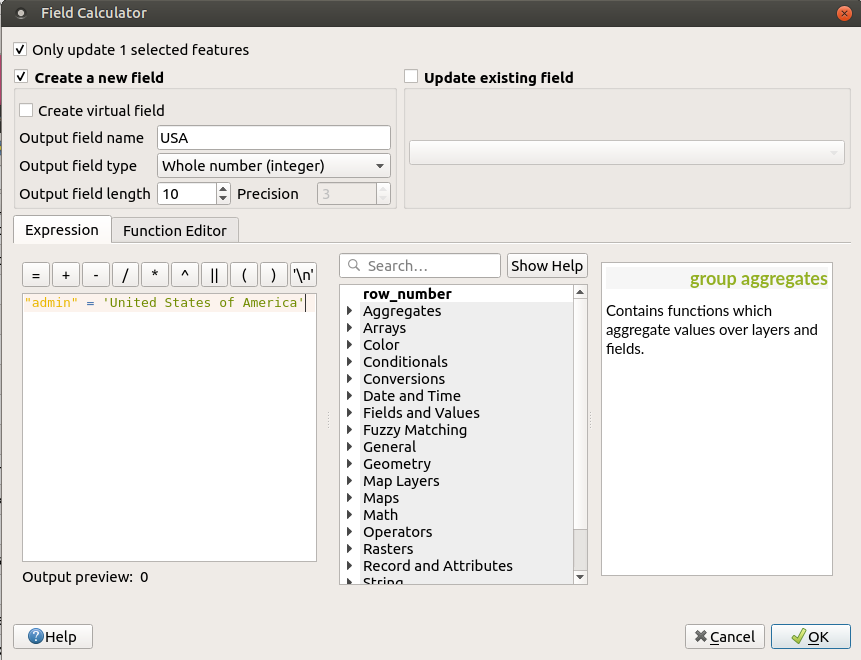 Field Calculator
Only update 1 selected features
Create a new field
Update existing field
Create virtual field
Output field name USA
Output field type Whole number (integer)
Output field length 10 Precision 3
Expression Function Editor
= + - / * ^ || ( ) '\n'
Search... Show Help
"admin" = 'United States of America'
row_number
Aggregates
Arrays
Color
Conditionals
Conversions
Date and Time
Fields and Values
Fuzzy Matching
General
Geometry
Map Layers
Maps
Math
Operators
Rasters
Record and Attributes
String
group aggregates
Contains functions which
aggregate values over layers and
fields.
Output preview: 0
Help Cancel OK